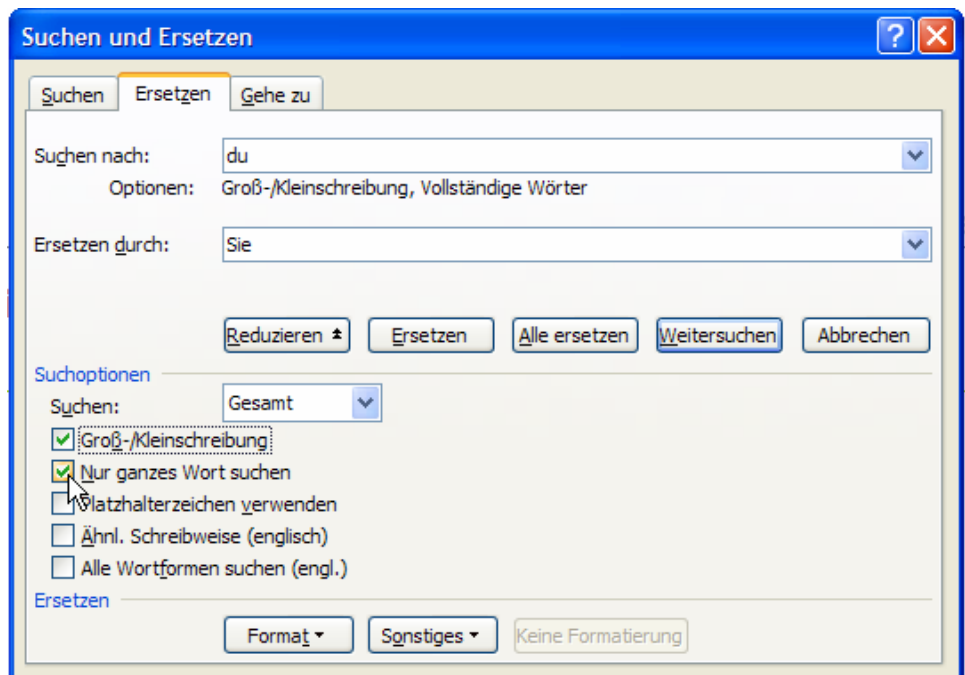 Suchen und Ersetzen
Suchen Ersetzen Gehe zu
Suchen nach: du
Optionen: Groß-/Kleinschreibung, Vollständige Wörter
Ersetzen durch: Sie
Reduzieren Ersetzen Alle ersetzen Weitersuchen Abbrechen
Suchoptionen
Suchen: Gesamt
Groß-/Kleinschreibung
Nur ganzes Wort suchen
Platzhalterzeichen verwenden
Ähnl. Schreibweise (englisch)
Alle Wortformen suchen (engl.)
Ersetzen
Format Sonstiges Keine Formatierung